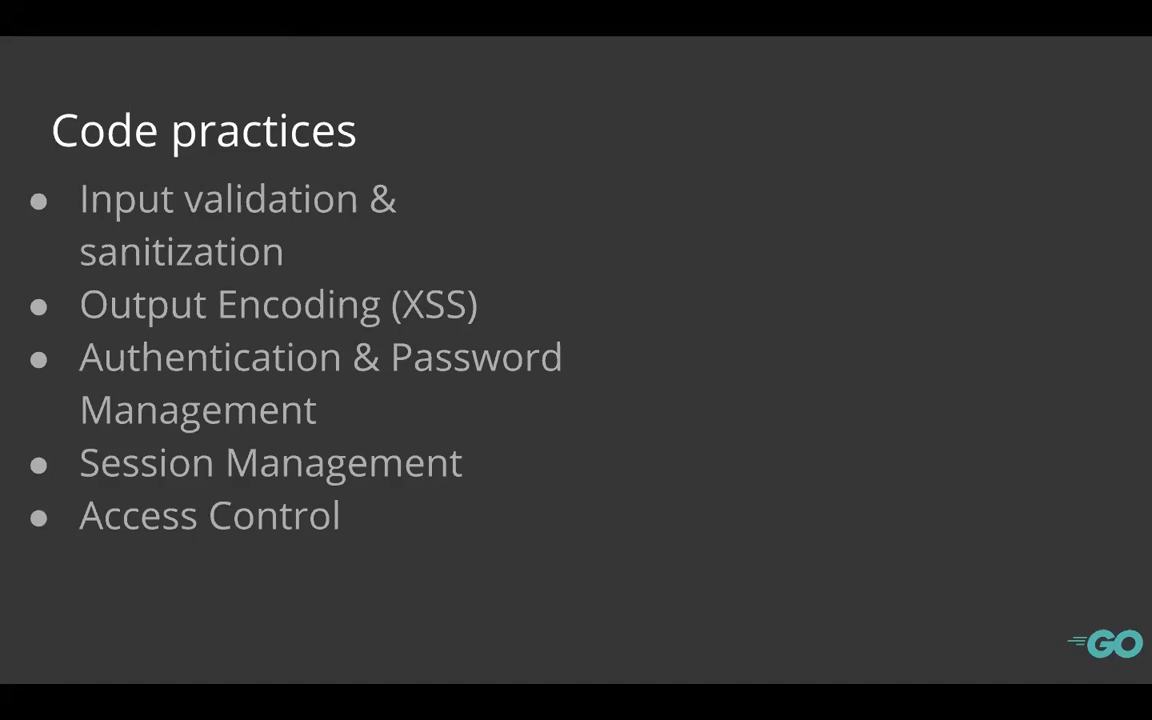 Code practices
● Input validation &
sanitization
● Output Encoding (XSS)
● Authentication & Password
Management
● Session Management
● Access Control
GO